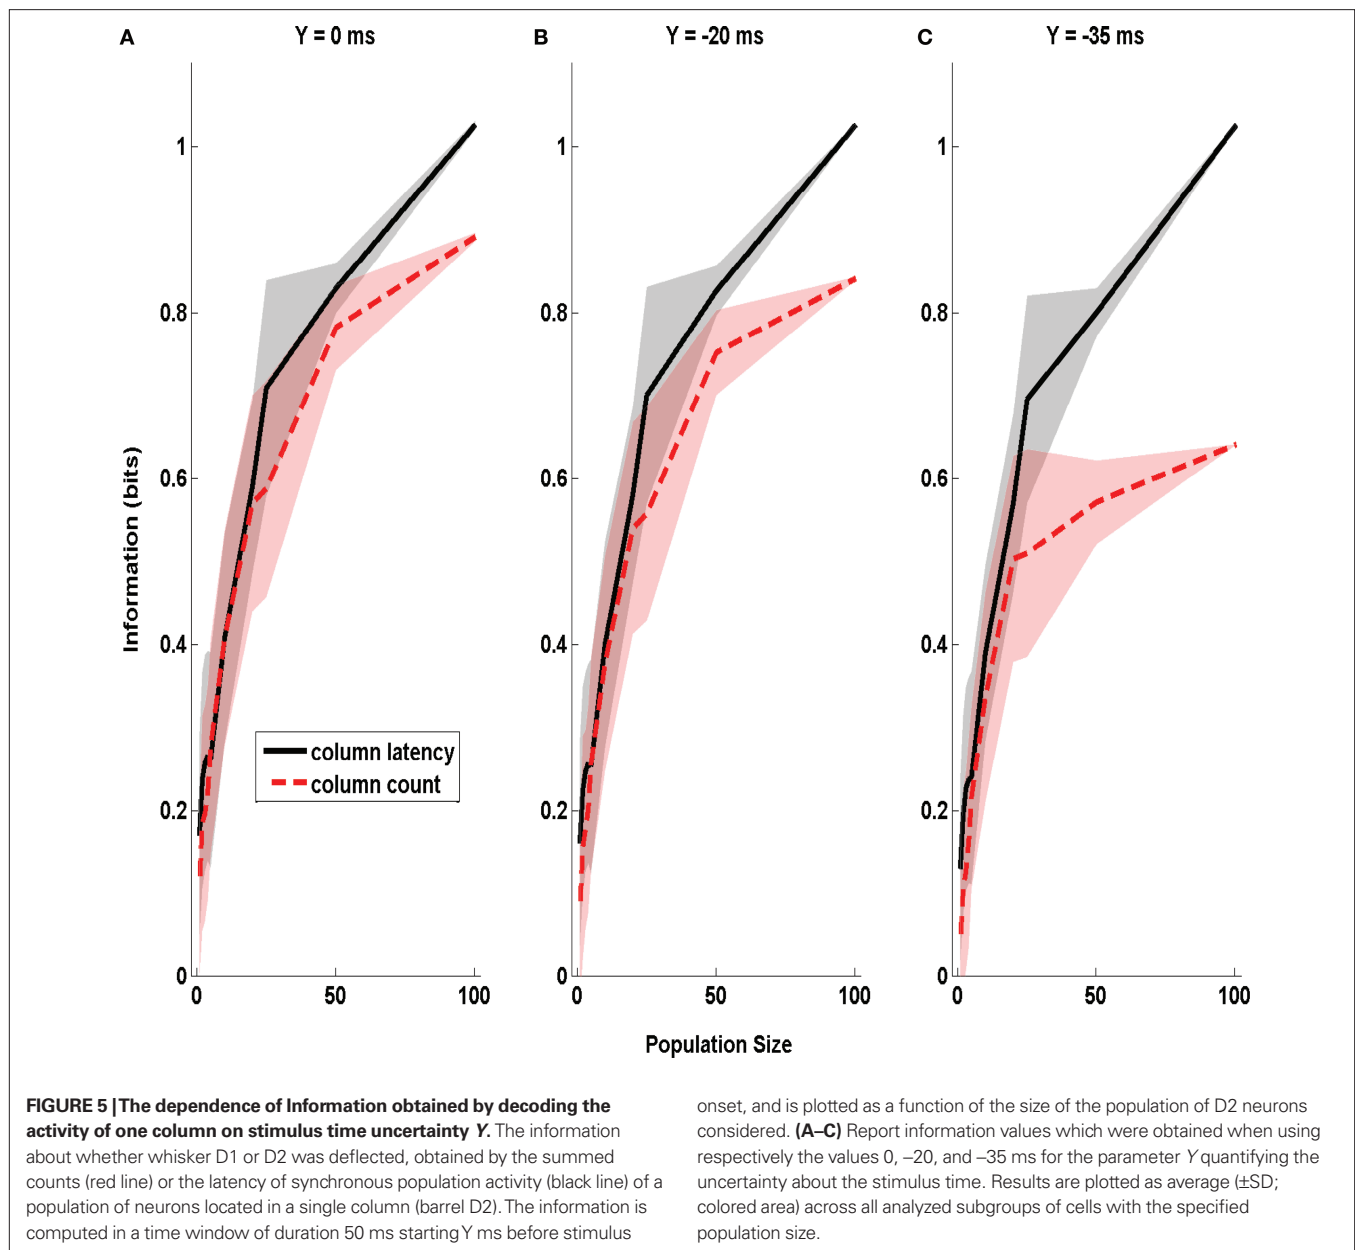 A Y = 0 ms B Y = -20 ms C Y = -35 ms
1 1 1
0.8 0.8 0.8
0.6 0.6 0.6
Information (bits)
0.4 0.4 0.4
column latency
column count
0.2 0.2 0.2
0 0 0
0 50 100 0 50 100 0 50 100
Population Size
FIGURE 5 | The dependence of Information obtained by decoding the
activity of one column on stimulus time uncertainty Y. The information
about whether whisker D1 or D2 was deflected, obtained by the summed
counts (red line) or the latency of synchronous population activity (black line) of a
population of neurons located in a single column (barrel D2). The information is
computed in a time window of duration 50 ms starting Y ms before stimulus
onset, and is plotted as a function of the size of the population of D2 neurons
considered. (A–C) Report information values which were obtained when using
respectively the values 0, –20, and –35 ms for the parameter Y quantifying the
uncertainty about the stimulus time. Results are plotted as average (±SD;
colored area) across all analyzed subgroups of cells with the specified
population size.